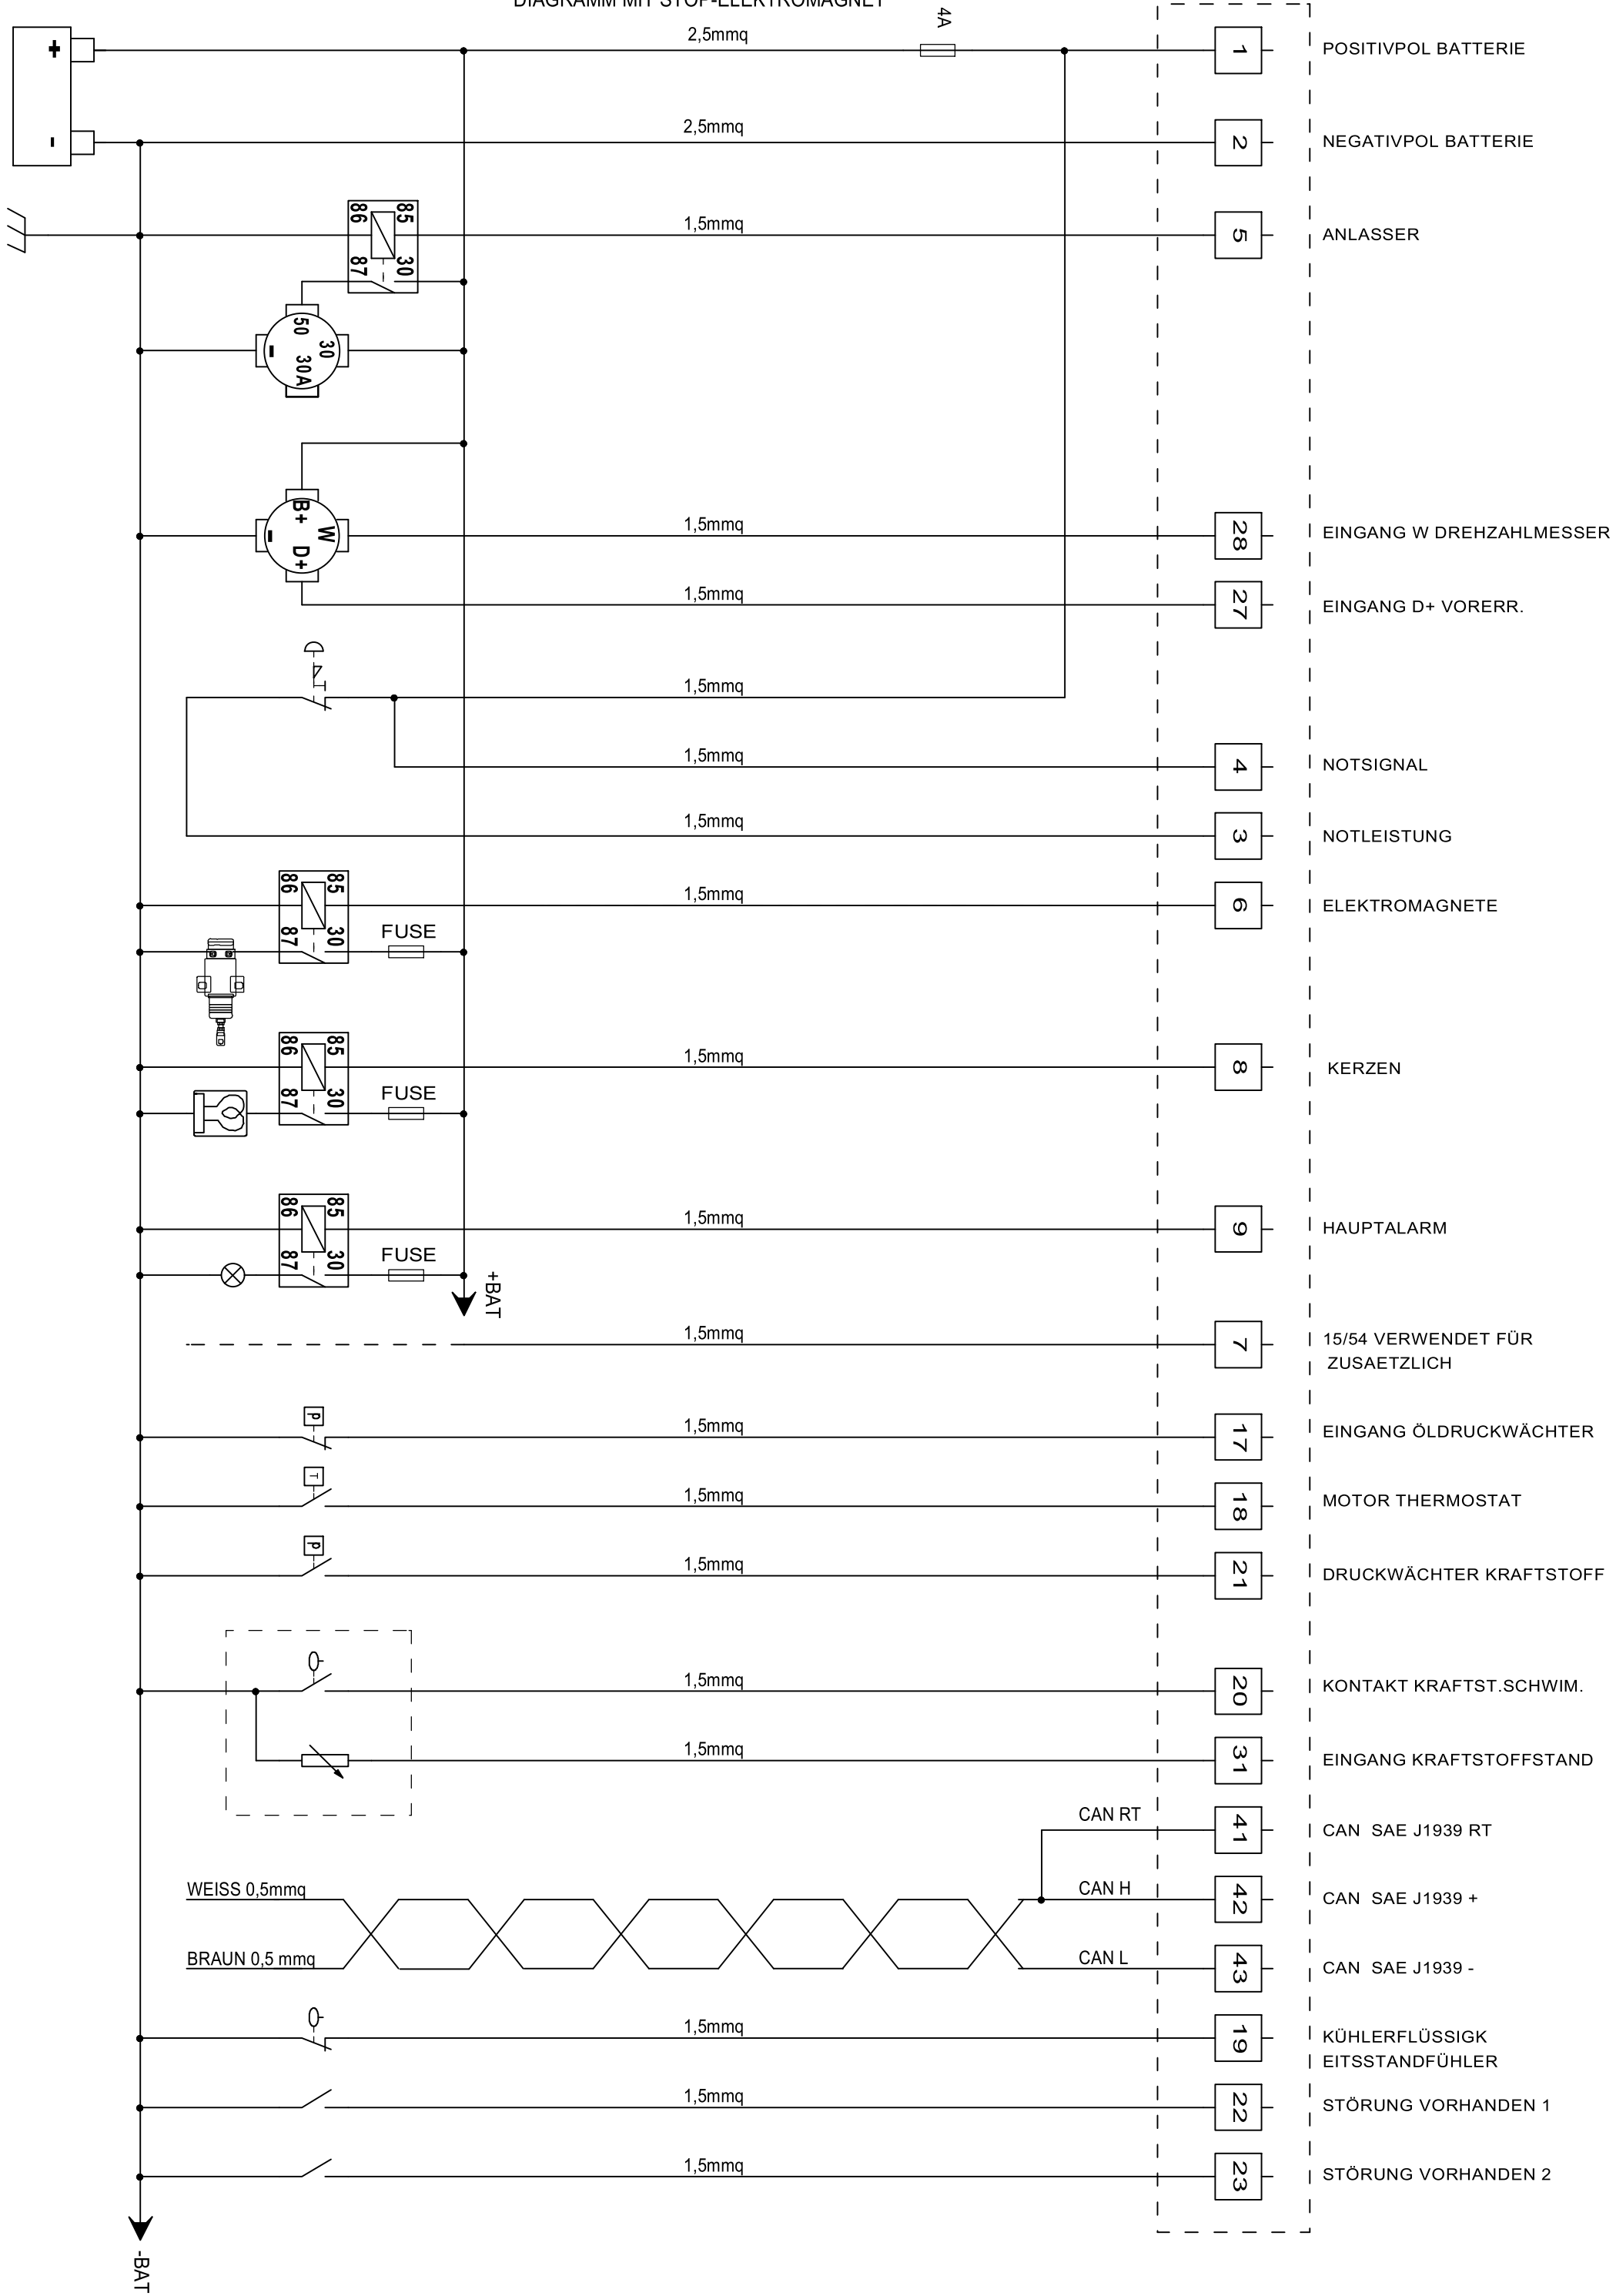 DIAGRAMM MIT STOP-ELEKTROMAGNET
+
2,5mmq
4A
1
POSITIVPOL BATTERIE
-
2,5mmq
2
NEGATIVPOL BATTERIE
86
85
87
30
1,5mmq
5
ANLASSER
50
30
30A
-
B+
W
D+
-
1,5mmq
28
EINGANG W DREHZAHLMESSER
1,5mmq
27
EINGANG D+ VORERR.
1,5mmq
1,5mmq
4
NOTSIGNAL
1,5mmq
3
NOTLEISTUNG
86
85
87
30
1,5mmq
6
ELEKTROMAGNETE
FUSE
86
85
87
30
1,5mmq
8
KERZEN
FUSE
86
85
87
30
1,5mmq
9
HAUPTALARM
FUSE
+BAT
1,5mmq
7
15/54 VERWENDET FÜR
ZUSAETZLICH
P
1,5mmq
17
EINGANG ÖLDRUCKWÄCHTER
T
1,5mmq
18
MOTOR THERMOSTAT
P
1,5mmq
21
DRUCKWÄCHTER KRAFTSTOFF
1,5mmq
20
KONTAKT KRAFTST.SCHWIM.
1,5mmq
31
EINGANG KRAFTSTOFFSTAND
CAN RT
41
CAN SAE J1939 RT
WEISS 0,5mmq
CAN H
42
CAN SAE J1939 +
BRAUN 0,5 mmq
CAN L
43
CAN SAE J1939 -
1,5mmq
19
KÜHLERFLÜSSIGK
EITSSTANDFÜHLER
1,5mmq
22
STÖRUNG VORHANDEN 1
1,5mmq
23
STÖRUNG VORHANDEN 2
-BAT